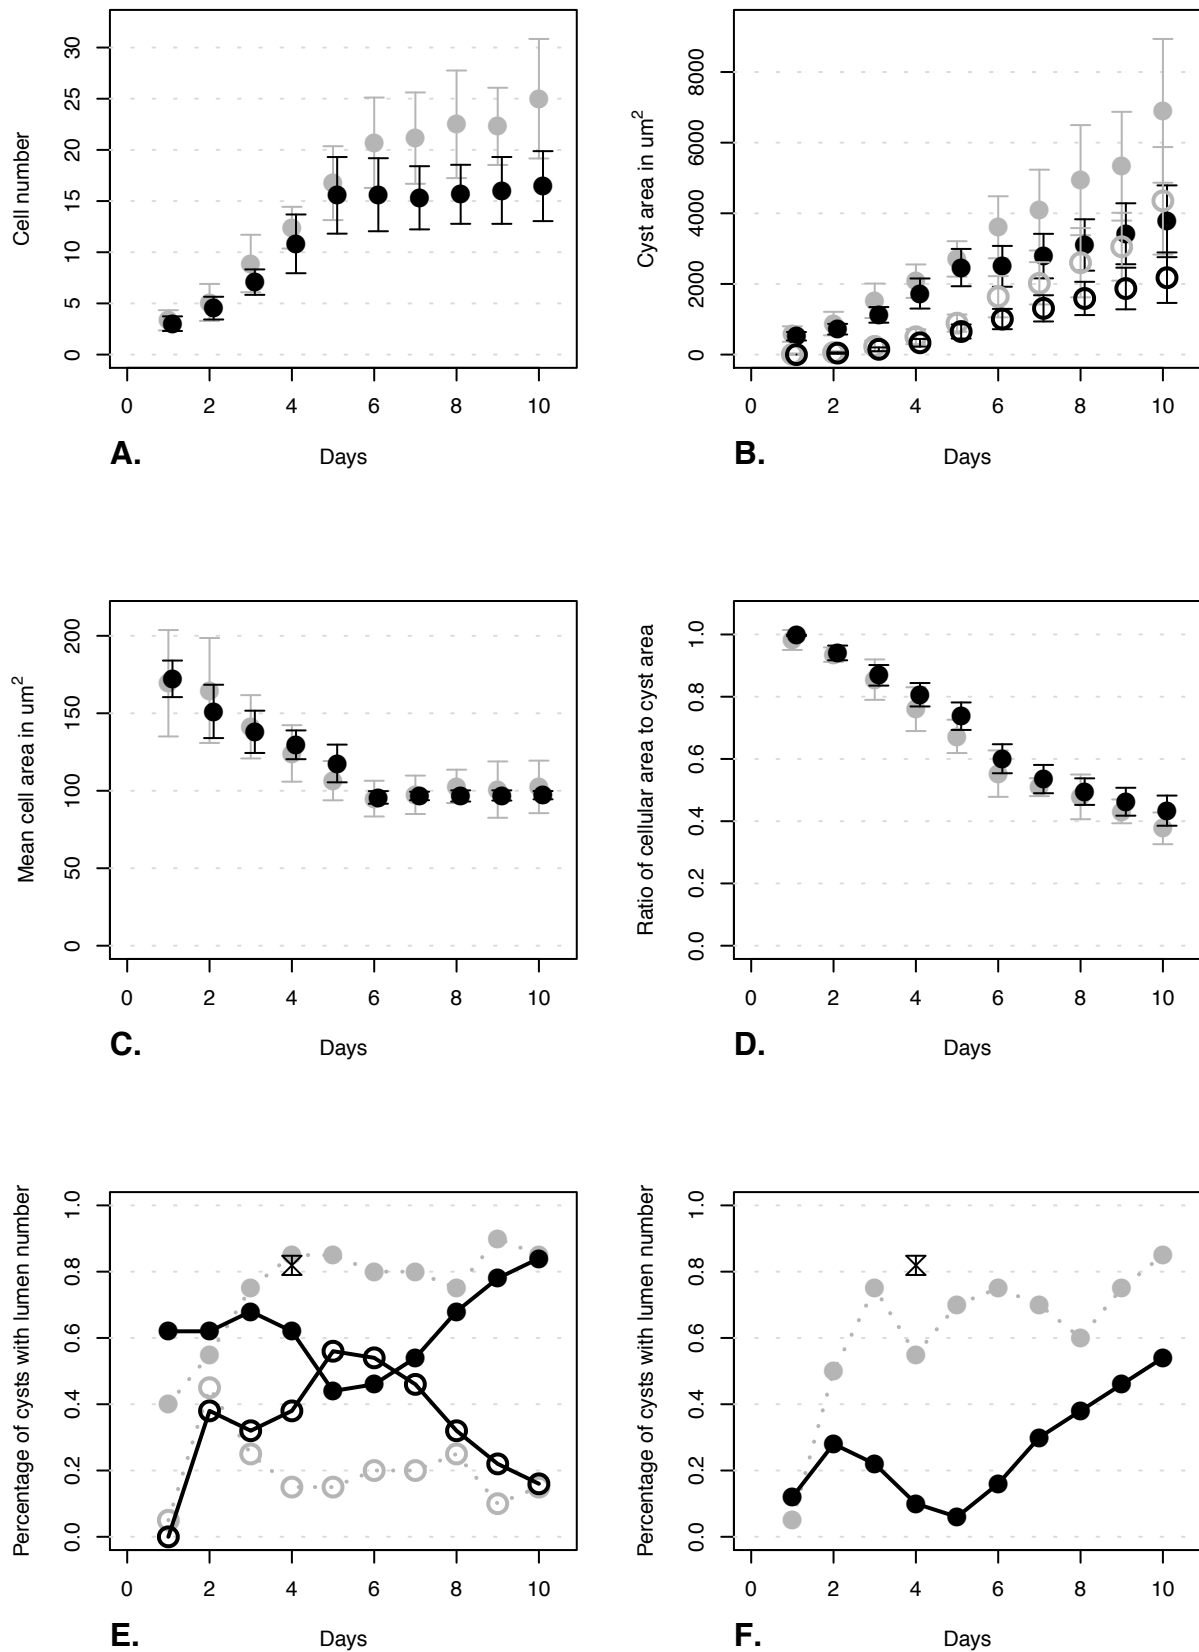 Cell number
0 5 10 15 20 25 30
0 2 4 6 8 10
A.
Days
Cyst area in um²
0 2000 4000 6000 8000
0 2 4 6 8 10
B.
Days
Mean cell area in um²
0 50 100 150 200
0 2 4 6 8 10
C.
Days
Ratio of cellular area to cyst area
0.0 0.2 0.4 0.6 0.8 1.0
0 2 4 6 8 10
D.
Days
Percentage of cysts with lumen number
0.0 0.2 0.4 0.6 0.8 1.0
0 2 4 6 8 10
E.
Days
Percentage of cysts with lumen number
0.0 0.2 0.4 0.6 0.8 1.0
0 2 4 6 8 10
F.
Days